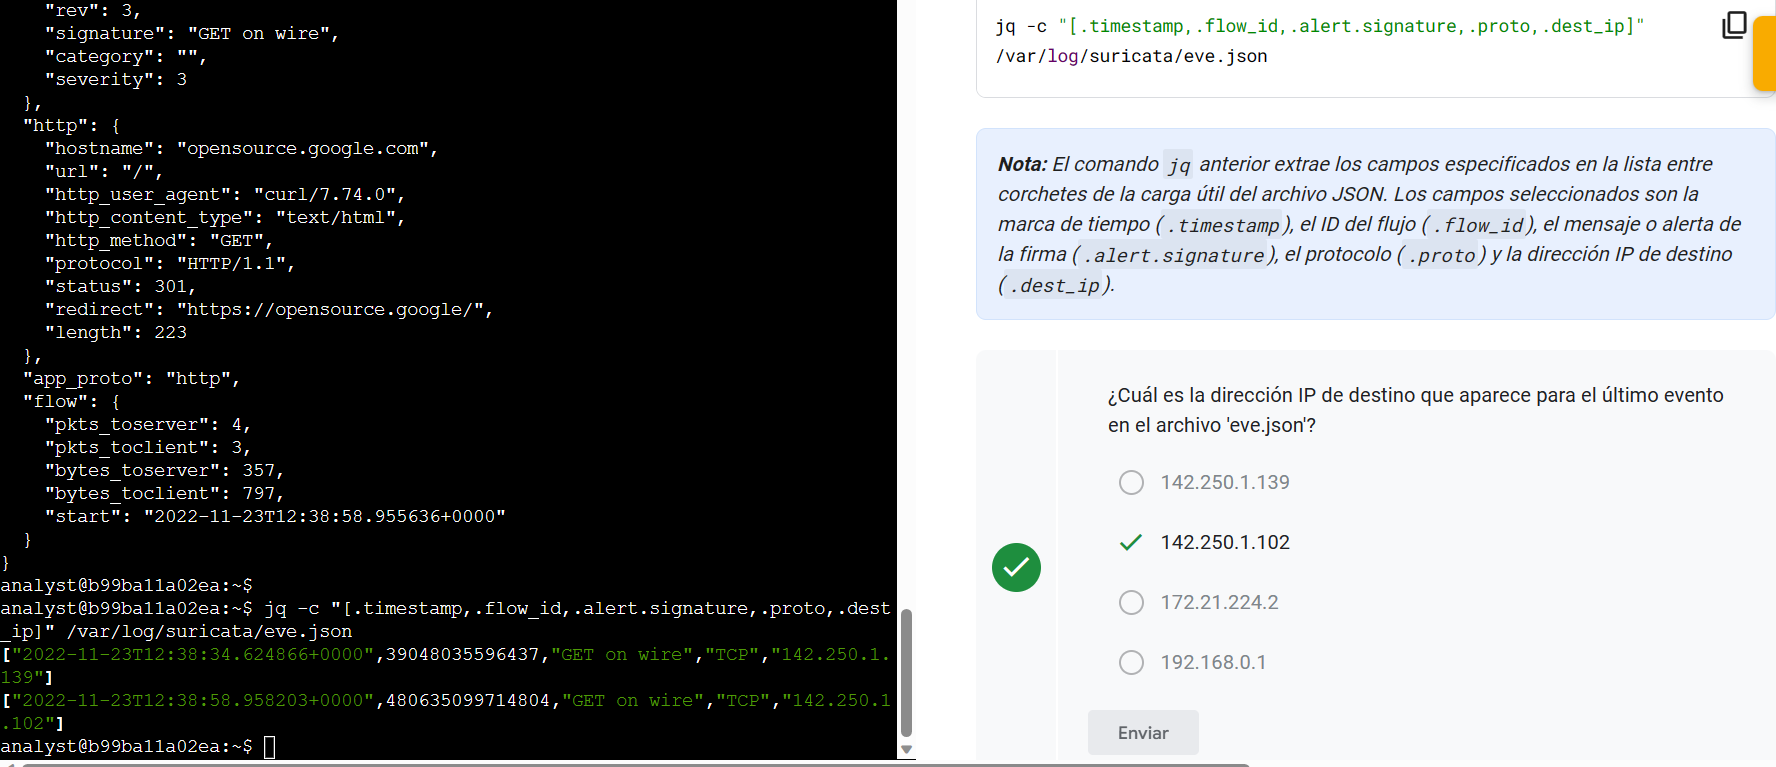 "rev": 3,
"signature": "GET on wire",
"category": "",
"severity": 3
},
"http": {
"hostname": "opensource.google.com",
"url": "/",
"http_user_agent": "curl/7.74.0",
"http_content_type": "text/html",
"http_method": "GET",
"protocol": "HTTP/1.1",
"status": 301,
"redirect": "https://opensource.google/",
"length": 223
},
"app_proto": "http",
"flow": {
"pkts_toserver": 4,
"pkts_toclient": 3,
"bytes_toserver": 357,
"bytes_toclient": 797,
"start": "2022-11-23T12:38:58.955636+0000"
}
}
analyst@b99ba11a02ea:~$
analyst@b99ba11a02ea:~$ jq -c "[.timestamp,.flow_id,.alert.signature,.proto,.dest
_ip]" /var/log/suricata/eve.json
["2022-11-23T12:38:34.624866+0000",39048035596437,"GET on wire","TCP","142.250.1.
139"]
["2022-11-23T12:38:58.958203+0000",480635099714804,"GET on wire","TCP","142.250.1
.102"]
analyst@b99ba11a02ea:~$
jq -c "[.timestamp,.flow_id,.alert.signature,.proto,.dest_ip]"
/var/log/suricata/eve.json
Nota: El comando jq anterior extrae los campos especificados en la lista entre
corchetes de la carga útil del archivo JSON. Los campos seleccionados son la
marca de tiempo (.timestamp), el ID del flujo (.flow_id), el mensaje o alerta de
la firma (.alert.signature), el protocolo (.proto) y la dirección IP de destino
(.dest_ip).
¿Cuál es la dirección IP de destino que aparece para el último evento
en el archivo 'eve.json'?
142.250.1.139
142.250.1.102
172.21.224.2
192.168.0.1
Enviar